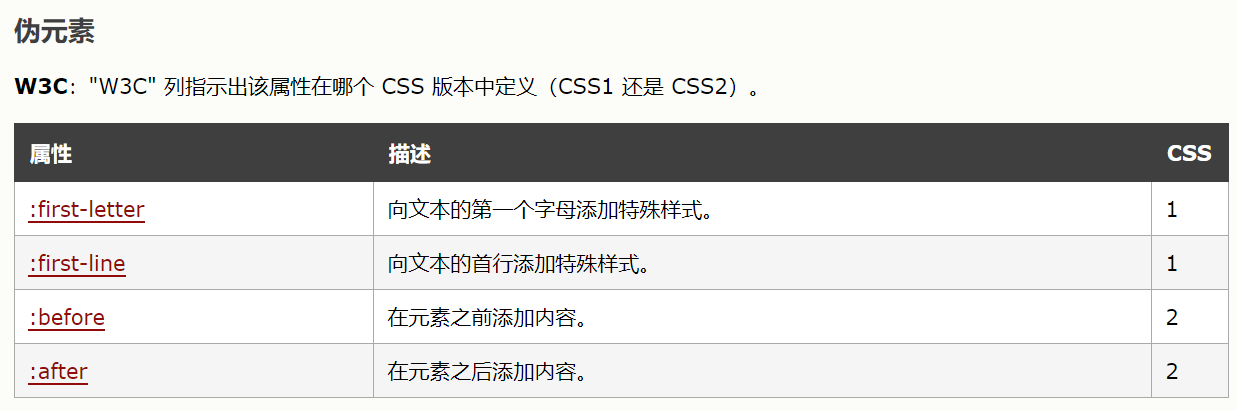 伪元素
W3C："W3C" 列指示出该属性在哪个 CSS 版本中定义（CSS1 还是 CSS2）。
属性 描述 CSS
:first-letter 向文本的第一个字母添加特殊样式。 1
:first-line 向文本的首行添加特殊样式。 1
:before 在元素之前添加内容。 2
:after 在元素之后添加内容。 2